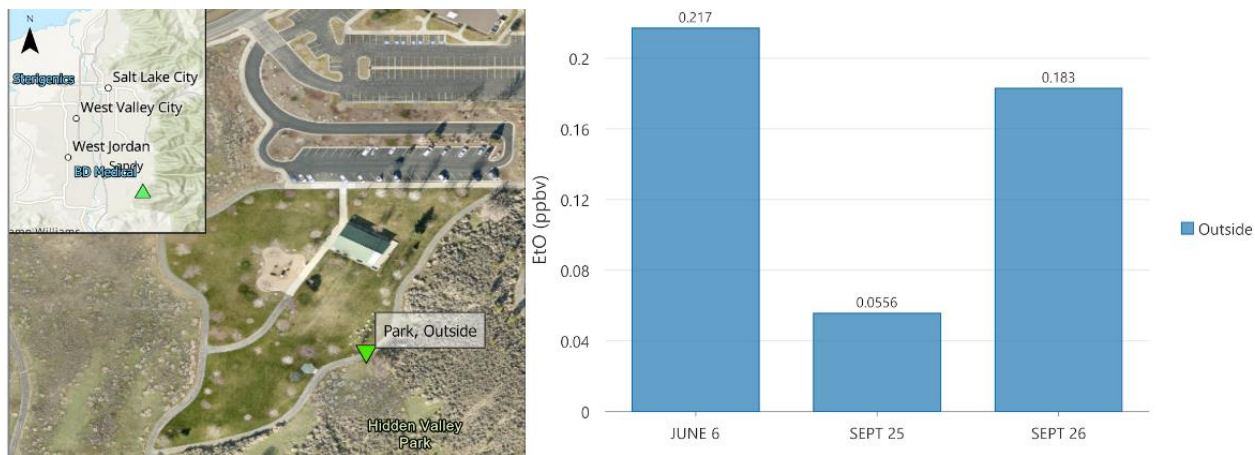 N
Sterigenics
Salt Lake City
West Valley City
West Jordan
Sandy
BD Medical
amp Williams
Park, Outside
Hidden Valley
Park
EtO (ppbv)
0.2
0.16
0.12
0.08
0.04
0
0.217
0.0556
0.183
JUNE 6
SEPT 25
SEPT 26
Outside